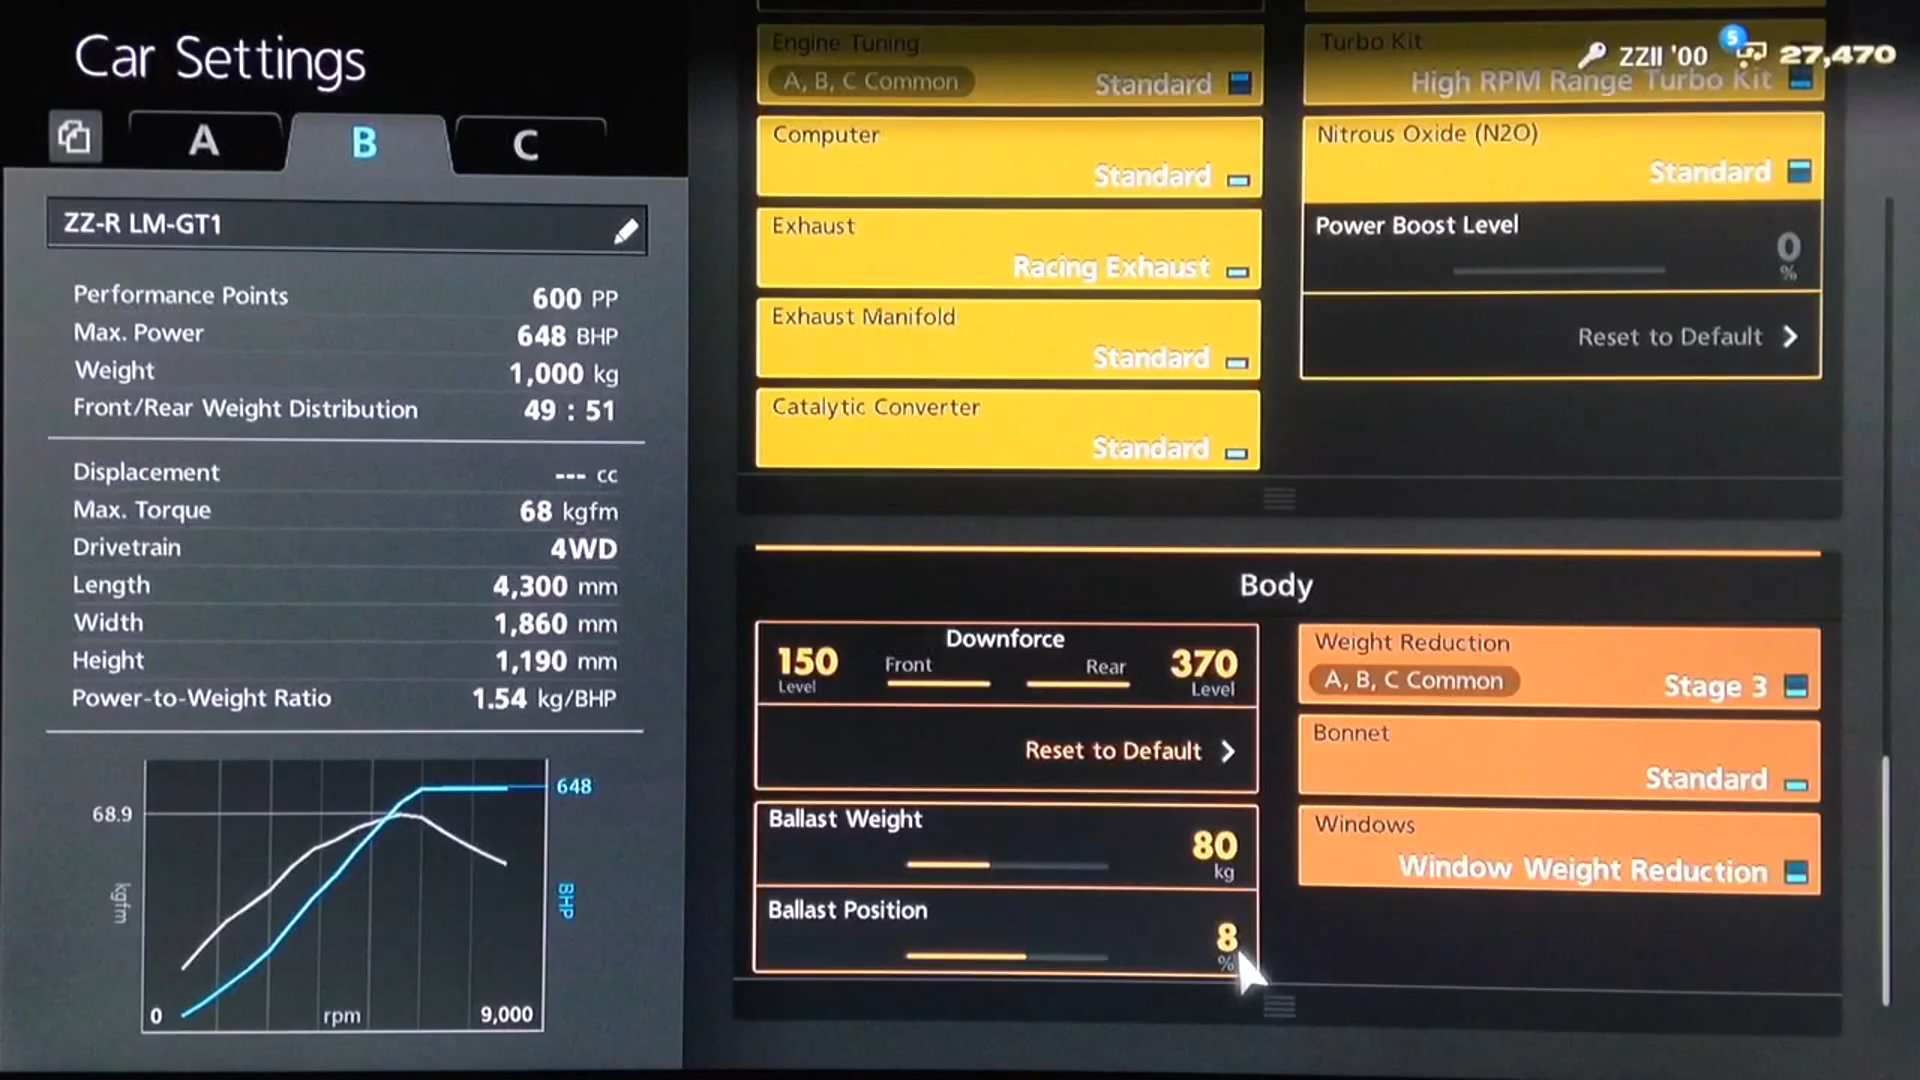 Car Settings
A
B
C
ZZ-R LM-GT1
Performance Points 600 PP
Max. Power 648 BHP
Weight 1,000 kg
Front/Rear Weight Distribution 49 : 51
Displacement --- cc
Max. Torque 68 kgfm
Drivetrain 4WD
Length 4,300 mm
Width 1,860 mm
Height 1,190 mm
Power-to-Weight Ratio 1.54 kg/BHP
648
68.9
kgfm
BHP
0 rpm 9,000
Engine Tuning
A, B, C Common Standard
Computer
Standard
Exhaust
Racing Exhaust
Exhaust Manifold
Standard
Catalytic Converter
Standard
ZZII '00 5 27,470
Turbo Kit
High RPM Range Turbo Kit
Nitrous Oxide (N2O)
Standard
Power Boost Level
0
%
Reset to Default
Body
Downforce
150 Front Rear 370
Level Level
Reset to Default
Ballast Weight
80
kg
Ballast Position
8
%
Weight Reduction
A, B, C Common Stage 3
Bonnet
Standard
Windows
Window Weight Reduction